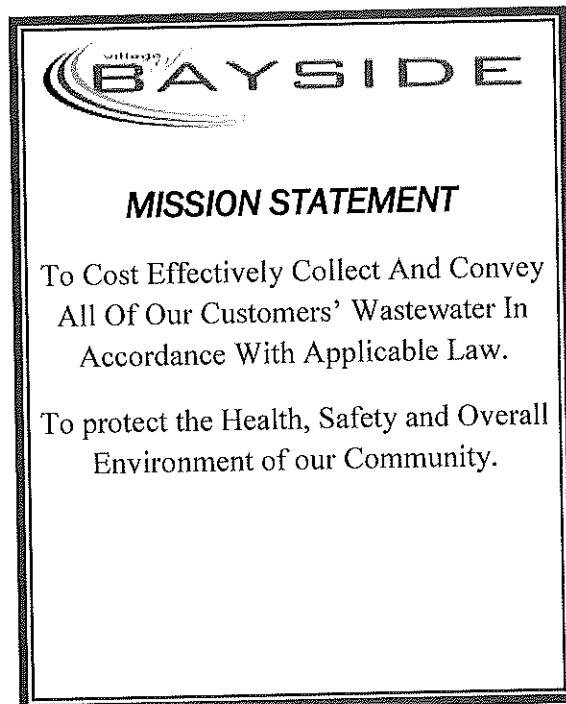 village of
BAYSIDE
MISSION STATEMENT
To Cost Effectively Collect And Convey
All Of Our Customers' Wastewater In
Accordance With Applicable Law.
To protect the Health, Safety and Overall
Environment of our Community.